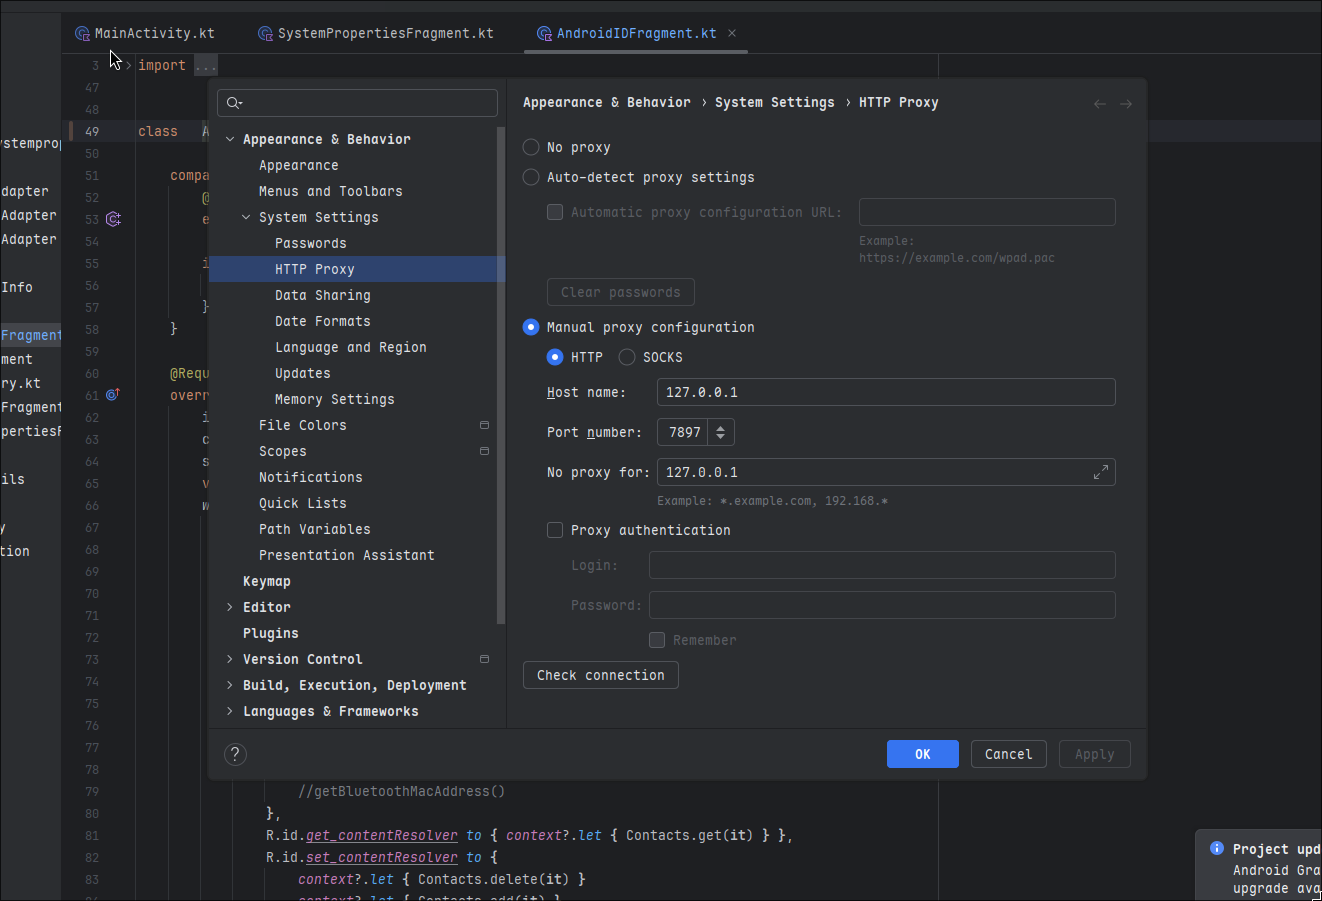 MainActivity.kt SystemPropertiesFragment.kt AndroidIDFragment.kt
3 import ...
47
48
49 class A
50
51 compa
52 @
53 e
54
55 i
56
57 }
58 }
59
60 @Requ
61 overr
62 i
63 c
64 s
65 v
66 w
67
68
69
70
71
72
73
74
75
76
77
78
79 //getBluetoothMacAddress()
80 },
81 R.id.get_contentResolver to { context?.let { Contacts.get(it) } },
82 R.id.set_contentResolver to {
83 context?.let { Contacts.delete(it) }
context?.let { Contacts.add(it) }
ystemprop
dapter
Adapter
Adapter
Info
Fragment
ment
ry.kt
Fragment
pertiesF
ils
y
tion
Appearance & Behavior
Appearance
Menus and Toolbars
System Settings
Passwords
HTTP Proxy
Data Sharing
Date Formats
Language and Region
Updates
Memory Settings
File Colors
Scopes
Notifications
Quick Lists
Path Variables
Presentation Assistant
Keymap
Editor
Plugins
Version Control
Build, Execution, Deployment
Languages & Frameworks
Appearance & Behavior › System Settings › HTTP Proxy
No proxy
Auto-detect proxy settings
Automatic proxy configuration URL:
Example:
https://example.com/wpad.pac
Clear passwords
Manual proxy configuration
HTTP SOCKS
Host name: 127.0.0.1
Port number: 7897
No proxy for: 127.0.0.1
Example: *.example.com, 192.168.*
Proxy authentication
Login:
Password:
Remember
Check connection
? OK Cancel Apply
Project upd
Android Gra
upgrade ava